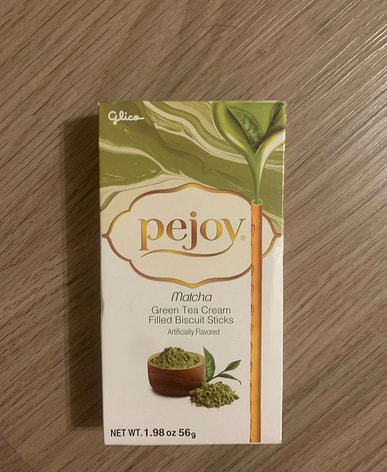 Glico
pejoy®
Matcha
Green Tea Cream
Filled Biscuit Sticks
Artificially Flavored
NET WT. 1.98 oz 56g